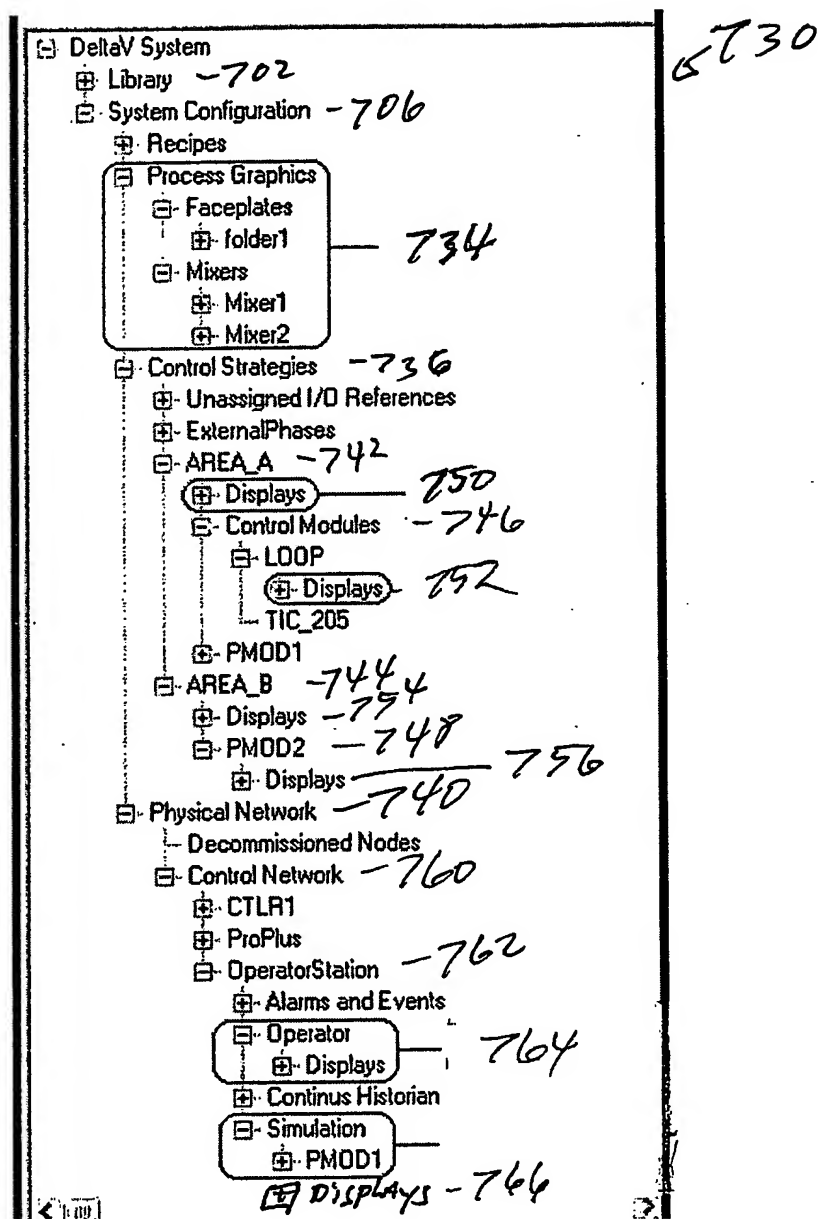 DeltaV System
730
Library - 702
System Configuration - 706
Recipes
Process Graphics
Faceplates
folder1
734
Mixers
Mixer1
Mixer2
Control Strategies - 736
Unassigned I/O References
ExternalPhases
AREA_A - 742
Displays 750
Control Modules - 746
LOOP
Displays 752
TIC_205
PMOD1
AREA_B - 744
Displays - 754
PMOD2 - 748
Displays 756
Physical Network - 740
Decommissioned Nodes
Control Network - 760
CTLR1
ProPlus
OperatorStation - 762
Alarms and Events
Operator
Displays 764
Continus Historian
Simulation
PMOD1
DISPLAYS - 766